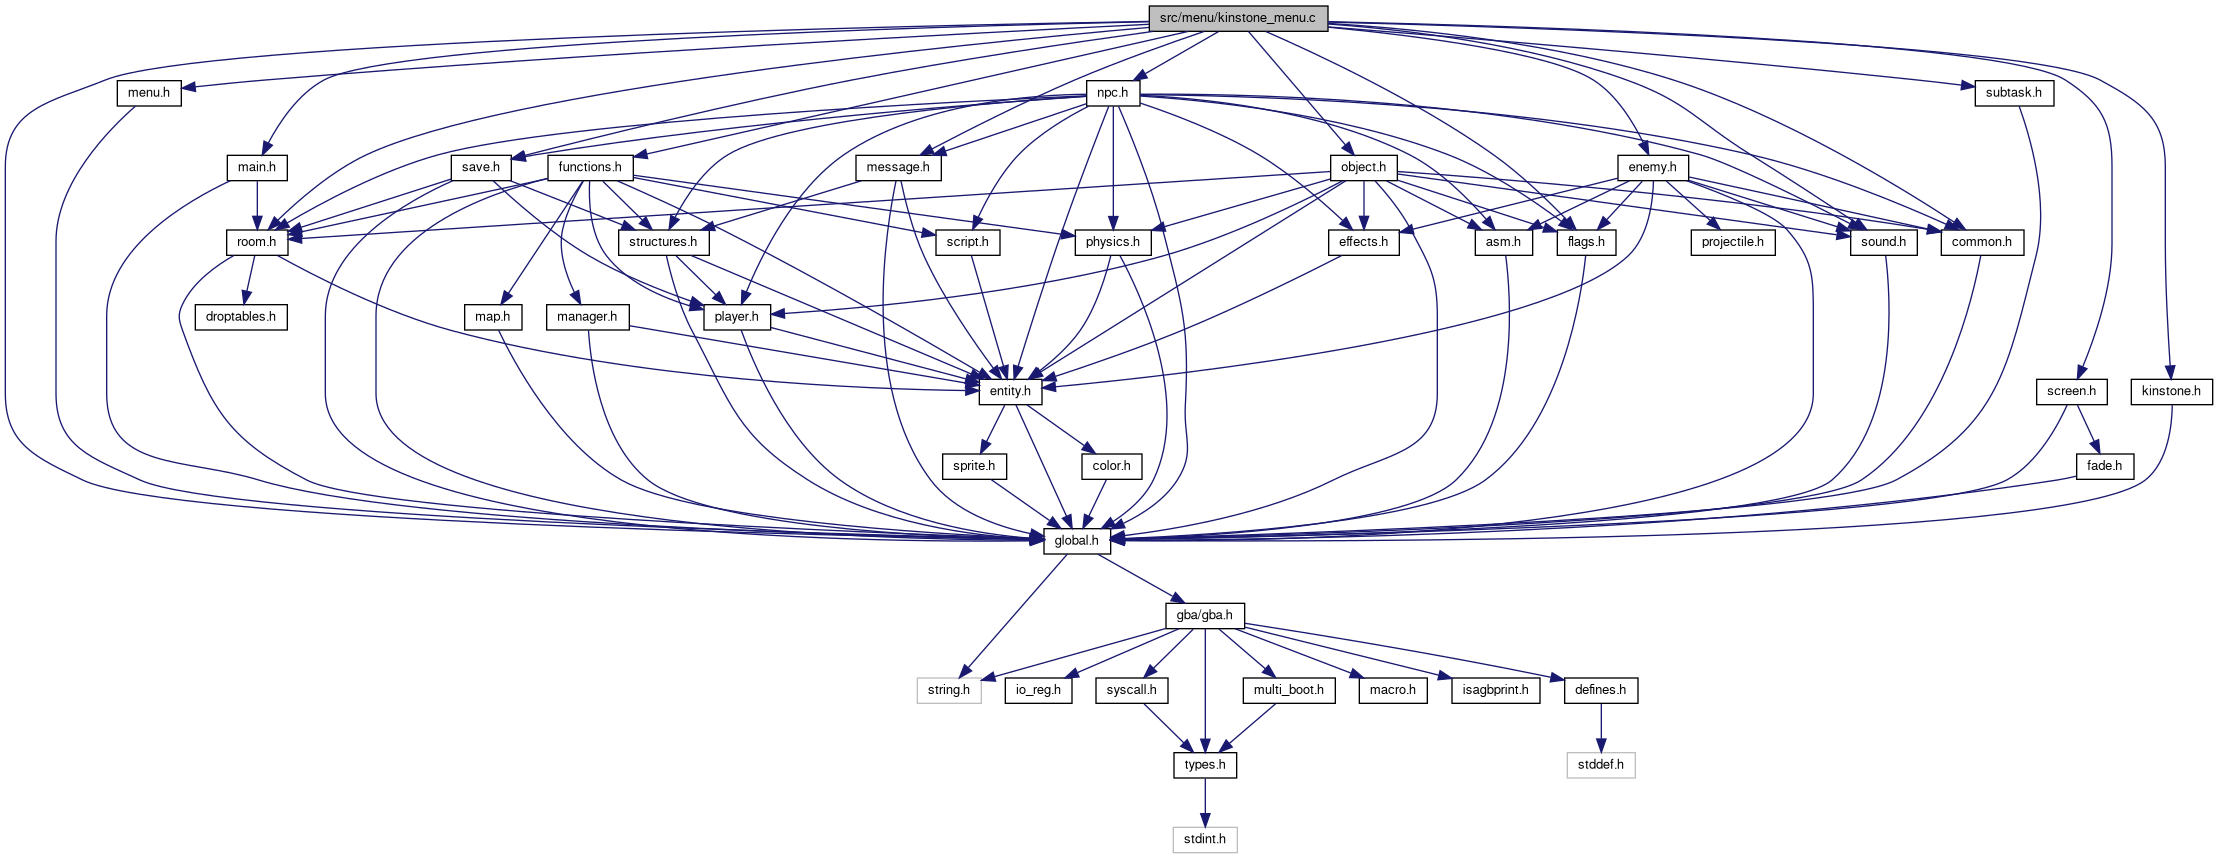 src/menu/kinstone_menu.c
menu.h
npc.h
subtask.h
main.h
save.h
functions.h
message.h
object.h
enemy.h
room.h
structures.h
script.h
physics.h
effects.h
asm.h
flags.h
projectile.h
sound.h
common.h
droptables.h
map.h
manager.h
player.h
entity.h
screen.h
kinstone.h
sprite.h
color.h
fade.h
global.h
gba/gba.h
string.h
io_reg.h
syscall.h
multi_boot.h
macro.h
isagbprint.h
defines.h
types.h
stddef.h
stdint.h